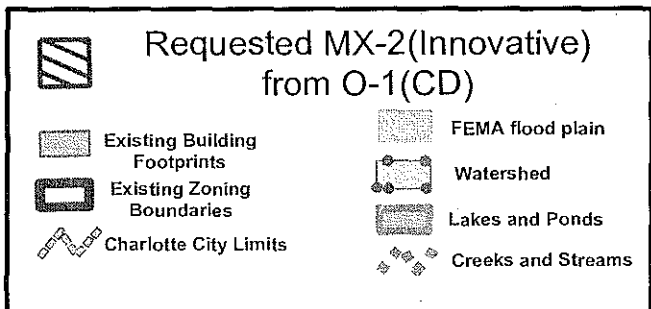 Requested MX-2(Innovative)
from O-1(CD)
Existing Building
Footprints
Existing Zoning
Boundaries
Charlotte City Limits
FEMA flood plain
Watershed
Lakes and Ponds
Creeks and Streams